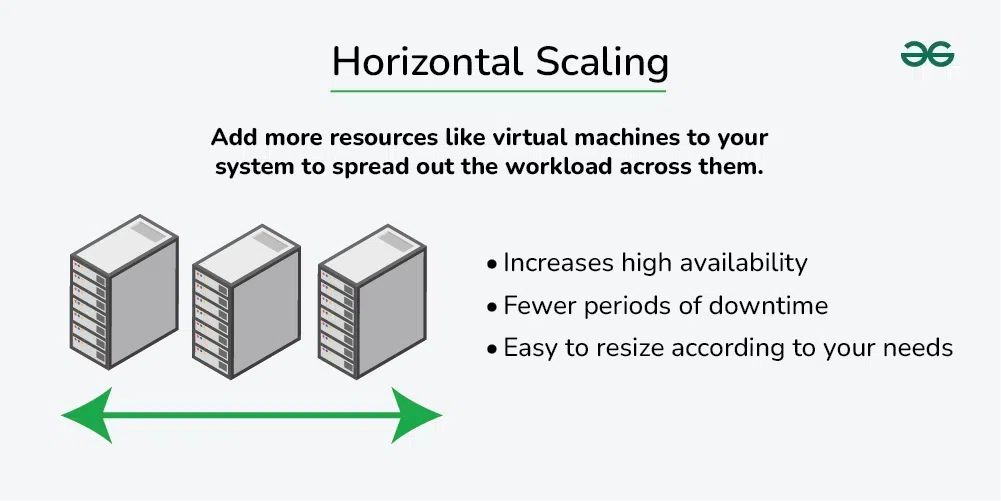 Horizontal Scaling
Add more resources like virtual machines to your
system to spread out the workload across them.
• Increases high availability
• Fewer periods of downtime
• Easy to resize according to your needs